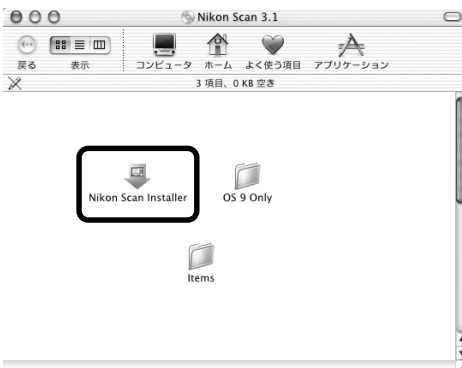 Nikon Scan 3.1
戻る 表示 コンピュータ ホーム よく使う項目 アプリケーション
3 項目、0 KB 空き
Nikon Scan Installer OS 9 Only
Items